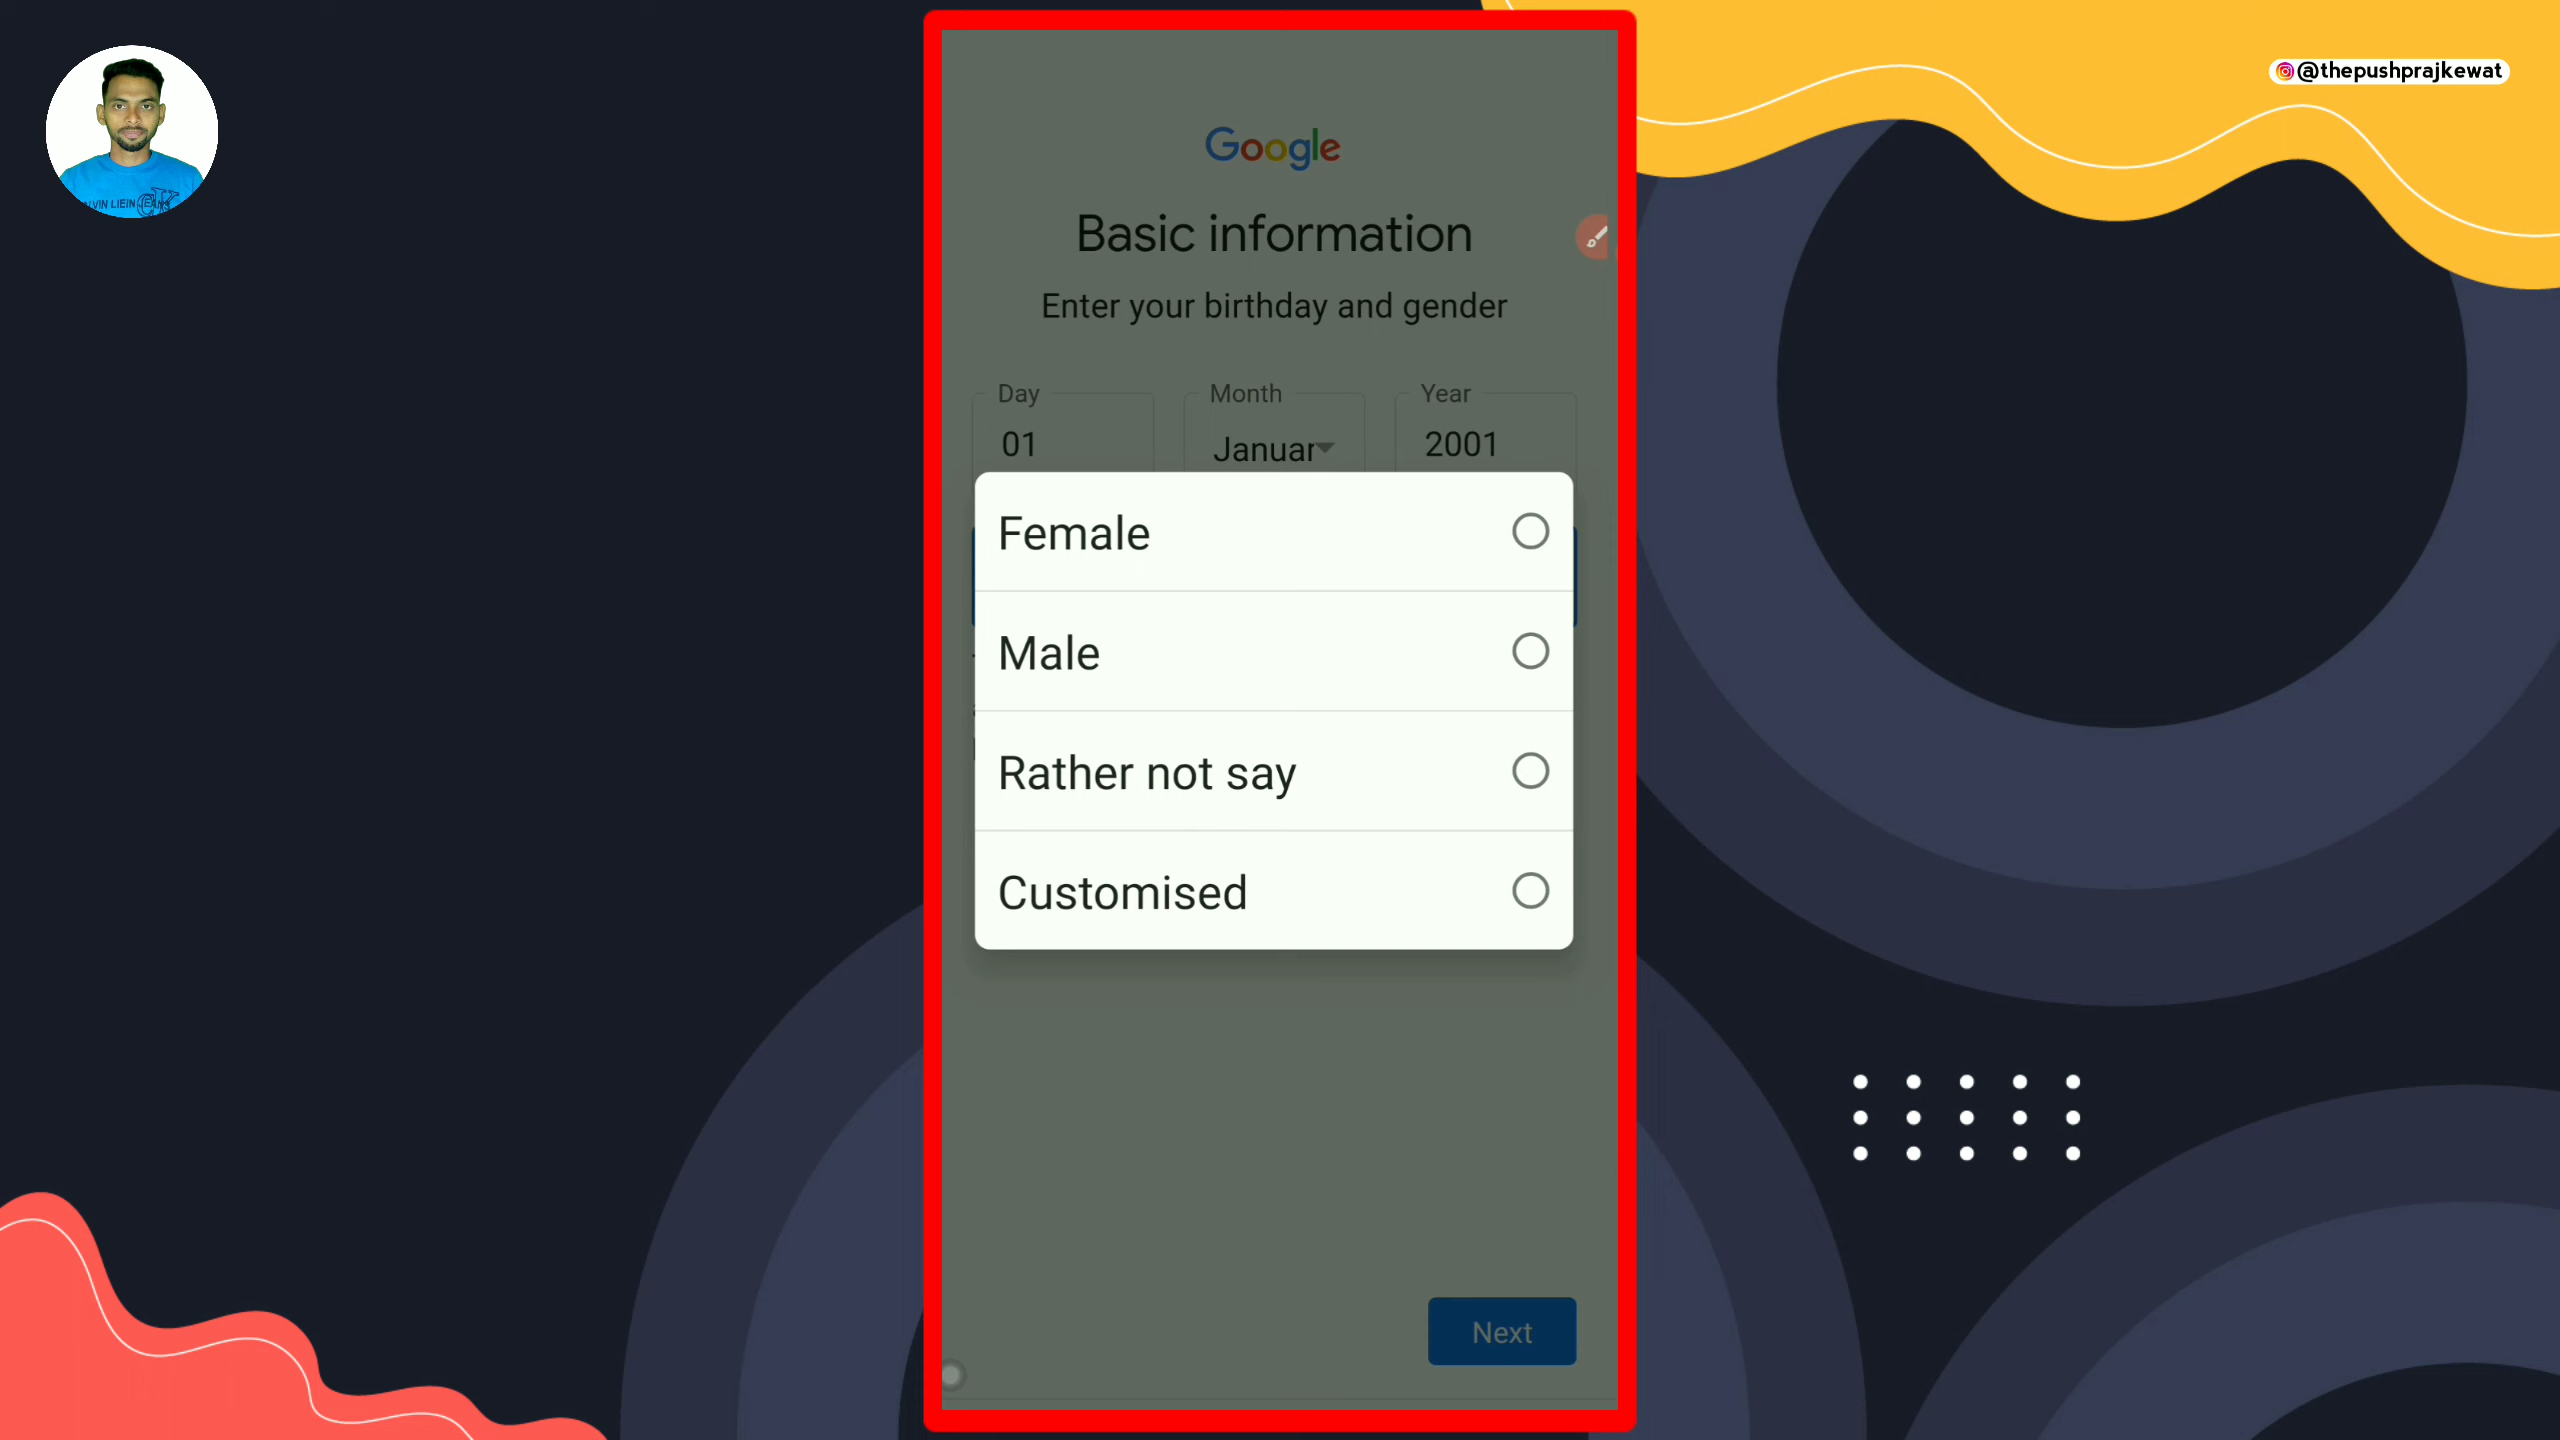 @thepushprajkewat
Google
Basic information
Enter your birthday and gender
Day Month Year
01 Januar 2001
Female
Male
Rather not say
Customised
Next